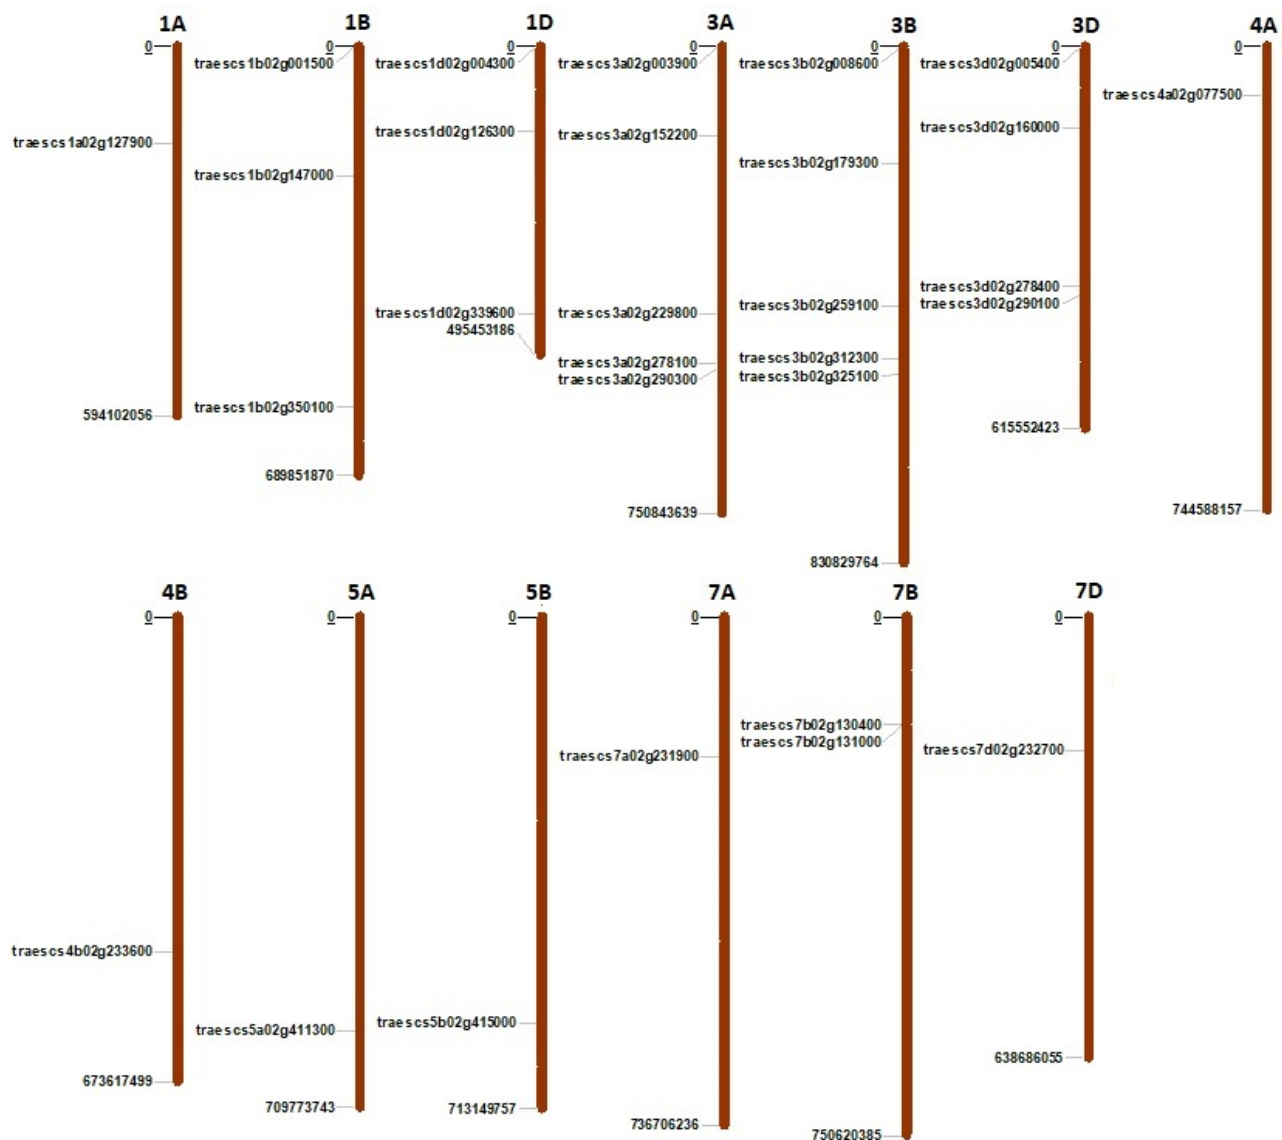 1A
0
traescs1a02g127900
594102056
1B
0
traescs1b02g001500
traescs1b02g147000
traescs1b02g350100
689851870
1D
0
traescs1d02g004300
traescs1d02g126300
traescs1d02g339600
495453186
3A
0
traescs3a02g003900
traescs3a02g152200
traescs3a02g229800
traescs3a02g278100
traescs3a02g290300
750843639
3B
0
traescs3b02g008600
traescs3b02g179300
traescs3b02g259100
traescs3b02g312300
traescs3b02g325100
830829764
3D
0
traescs3d02g005400
traescs3d02g160000
traescs3d02g278400
traescs3d02g290100
615552423
4A
0
traescs4a02g077500
744588157
4B
0
traescs4b02g233600
673617499
5A
0
traescs5a02g411300
709773743
5B
0
traescs5b02g415000
713149757
7A
0
traescs7a02g231900
736706236
7B
0
traescs7b02g130400
traescs7b02g131000
750620385
7D
0
traescs7d02g232700
638686055